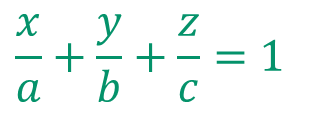 x/a + y/b + z/c = 1